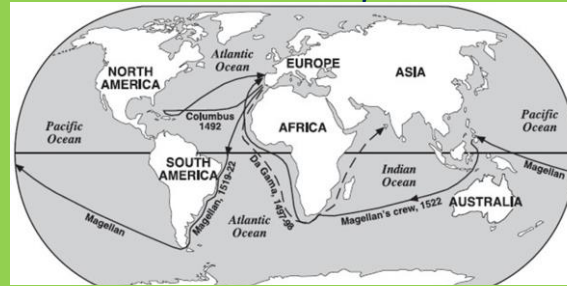 Atlantic
Ocean
NORTH
AMERICA
EUROPE
ASIA
Columbus
1492
Pacific
Ocean
AFRICA
Pacific
Ocean
SOUTH
AMERICA
Magellan, 1519-22
Da Gama, 1497-98
Indian
Ocean
Magellan
Magellan
Atlantic
Ocean
Magellan's crew, 1522
AUSTRALIA